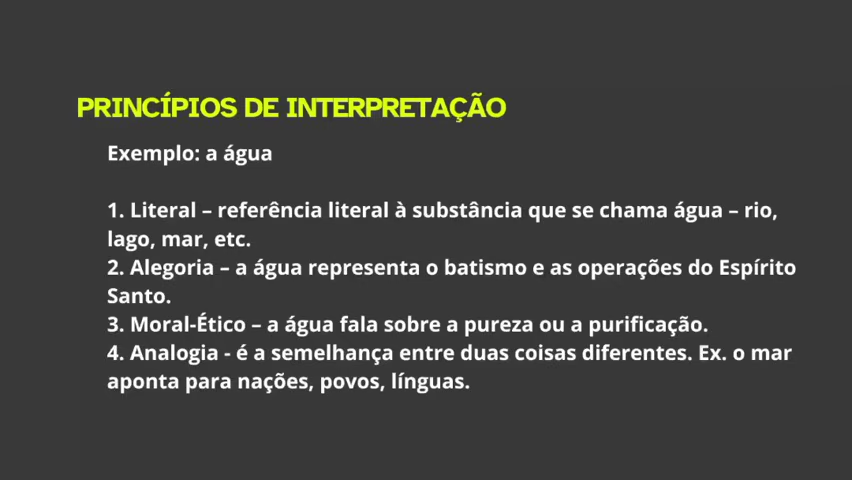 PRINCÍPIOS DE INTERPRETAÇÃO
Exemplo: a água
1. Literal – referência literal à substância que se chama água – rio,
lago, mar, etc.
2. Alegoria – a água representa o batismo e as operações do Espírito
Santo.
3. Moral-Ético – a água fala sobre a pureza ou a purificação.
4. Analogia - é a semelhança entre duas coisas diferentes. Ex. o mar
aponta para nações, povos, línguas.